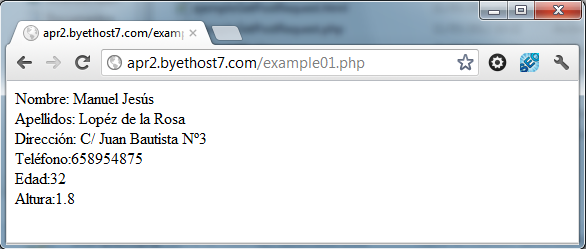 apr2.byethost7.com/examp
apr2.byethost7.com/example01.php
Nombre: Manuel Jesús
Apellidos: Lopéz de la Rosa
Dirección: C/ Juan Bautista Nº3
Teléfono:658954875
Edad:32
Altura:1.8